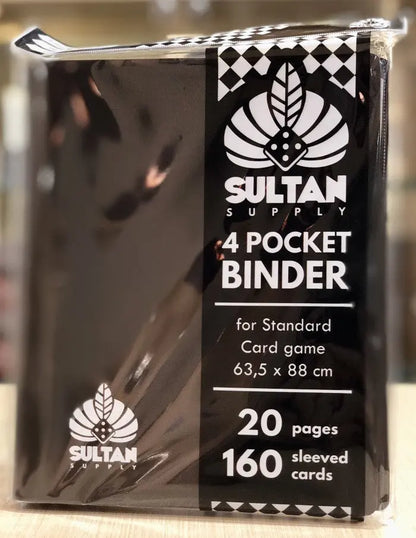 SULTAN
SUPPLY
4 POCKET
BINDER
for Standard
Card game
63,5 x 88 cm
20 pages
160 sleeved
cards
SULTAN
SUPPLY